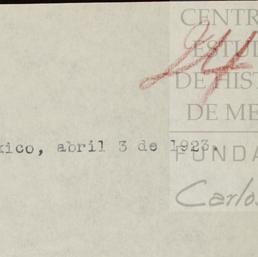 CENTR
ESTU
DE HIST
DE ME
xico, abril 3 de 1923.
FUNDA
Carlos